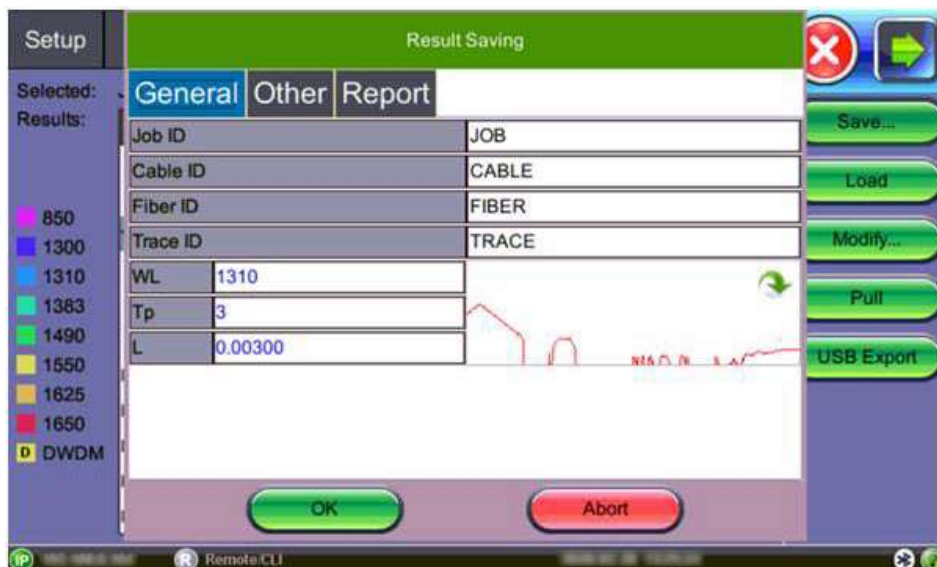 Setup
Result Saving
Selected:
General Other Report
Results:
Save...
Job ID JOB
Cable ID CABLE
Load
Fiber ID FIBER
850
Trace ID TRACE
Modify...
1300
WL 1310
1310
Pull
Tp 3
1383
1490
L 0.00300
USB Export
1550
1625
1650
D DWDM
OK Abort
IP R Remote/CLI